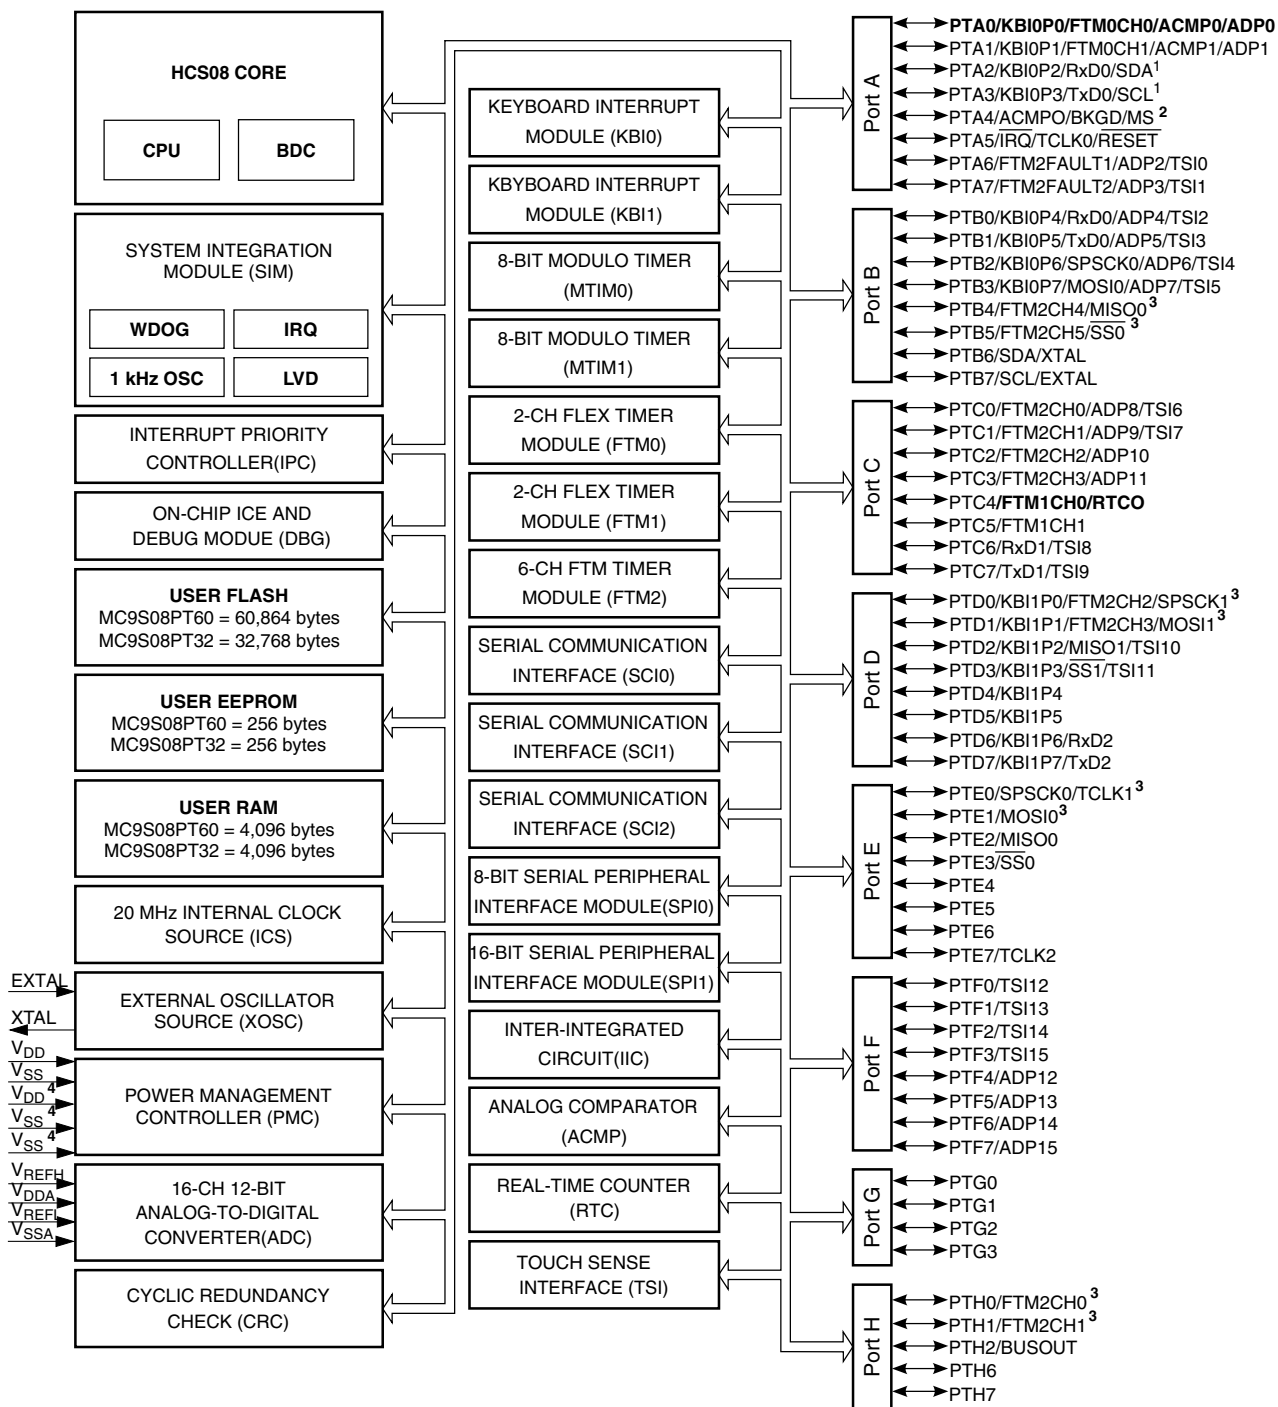 HCS08 CORE
CPU
BDC
SYSTEM INTEGRATION
MODULE (SIM)
WDOG
IRQ
1 kHz OSC
LVD
INTERRUPT PRIORITY
CONTROLLER(IPC)
ON-CHIP ICE AND
DEBUG MODUE (DBG)
USER FLASH
MC9S08PT60 = 60,864 bytes
MC9S08PT32 = 32,768 bytes
USER EEPROM
MC9S08PT60 = 256 bytes
MC9S08PT32 = 256 bytes
USER RAM
MC9S08PT60 = 4,096 bytes
MC9S08PT32 = 4,096 bytes
20 MHz INTERNAL CLOCK
SOURCE (ICS)
EXTAL
XTAL
EXTERNAL OSCILLATOR
SOURCE (XOSC)
VDD
VSS
VDD 4
VSS 4
VSS 4
POWER MANAGEMENT
CONTROLLER (PMC)
VREFH
VDDA
VREFL
VSSA
16-CH 12-BIT
ANALOG-TO-DIGITAL
CONVERTER(ADC)
CYCLIC REDUNDANCY
CHECK (CRC)
KEYBOARD INTERRUPT
MODULE (KBI0)
KBYBOARD INTERRUPT
MODULE (KBI1)
8-BIT MODULO TIMER
(MTIM0)
8-BIT MODULO TIMER
(MTIM1)
2-CH FLEX TIMER
MODULE (FTM0)
2-CH FLEX TIMER
MODULE (FTM1)
6-CH FTM TIMER
MODULE (FTM2)
SERIAL COMMUNICATION
INTERFACE (SCI0)
SERIAL COMMUNICATION
INTERFACE (SCI1)
SERIAL COMMUNICATION
INTERFACE (SCI2)
8-BIT SERIAL PERIPHERAL
INTERFACE MODULE(SPI0)
16-BIT SERIAL PERIPHERAL
INTERFACE MODULE(SPI1)
INTER-INTEGRATED
CIRCUIT(IIC)
ANALOG COMPARATOR
(ACMP)
REAL-TIME COUNTER
(RTC)
TOUCH SENSE
INTERFACE (TSI)
Port A
PTA0/KBI0P0/FTM0CH0/ACMP0/ADP0
PTA1/KBI0P1/FTM0CH1/ACMP1/ADP1
PTA2/KBI0P2/RxD0/SDA1
PTA3/KBI0P3/TxD0/SCL1
PTA4/ACMPO/BKGD/MS 2
PTA5/IRQ/TCLK0/RESET
PTA6/FTM2FAULT1/ADP2/TSI0
PTA7/FTM2FAULT2/ADP3/TSI1
Port B
PTB0/KBI0P4/RxD0/ADP4/TSI2
PTB1/KBI0P5/TxD0/ADP5/TSI3
PTB2/KBI0P6/SPSCK0/ADP6/TSI4
PTB3/KBI0P7/MOSI0/ADP7/TSI5
PTB4/FTM2CH4/MISO0 3
PTB5/FTM2CH5/SS0 3
PTB6/SDA/XTAL
PTB7/SCL/EXTAL
Port C
PTC0/FTM2CH0/ADP8/TSI6
PTC1/FTM2CH1/ADP9/TSI7
PTC2/FTM2CH2/ADP10
PTC3/FTM2CH3/ADP11
PTC4/FTM1CH0/RTCO
PTC5/FTM1CH1
PTC6/RxD1/TSI8
PTC7/TxD1/TSI9
Port D
PTD0/KBI1P0/FTM2CH2/SPSCK1 3
PTD1/KBI1P1/FTM2CH3/MOSI1 3
PTD2/KBI1P2/MISO1/TSI10
PTD3/KBI1P3/SS1/TSI11
PTD4/KBI1P4
PTD5/KBI1P5
PTD6/KBI1P6/RxD2
PTD7/KBI1P7/TxD2
Port E
PTE0/SPSCK0/TCLK1 3
PTE1/MOSI0 3
PTE2/MISO0
PTE3/SS0
PTE4
PTE5
PTE6
PTE7/TCLK2
Port F
PTF0/TSI12
PTF1/TSI13
PTF2/TSI14
PTF3/TSI15
PTF4/ADP12
PTF5/ADP13
PTF6/ADP14
PTF7/ADP15
Port G
PTG0
PTG1
PTG2
PTG3
Port H
PTH0/FTM2CH0 3
PTH1/FTM2CH1 3
PTH2/BUSOUT
PTH6
PTH7